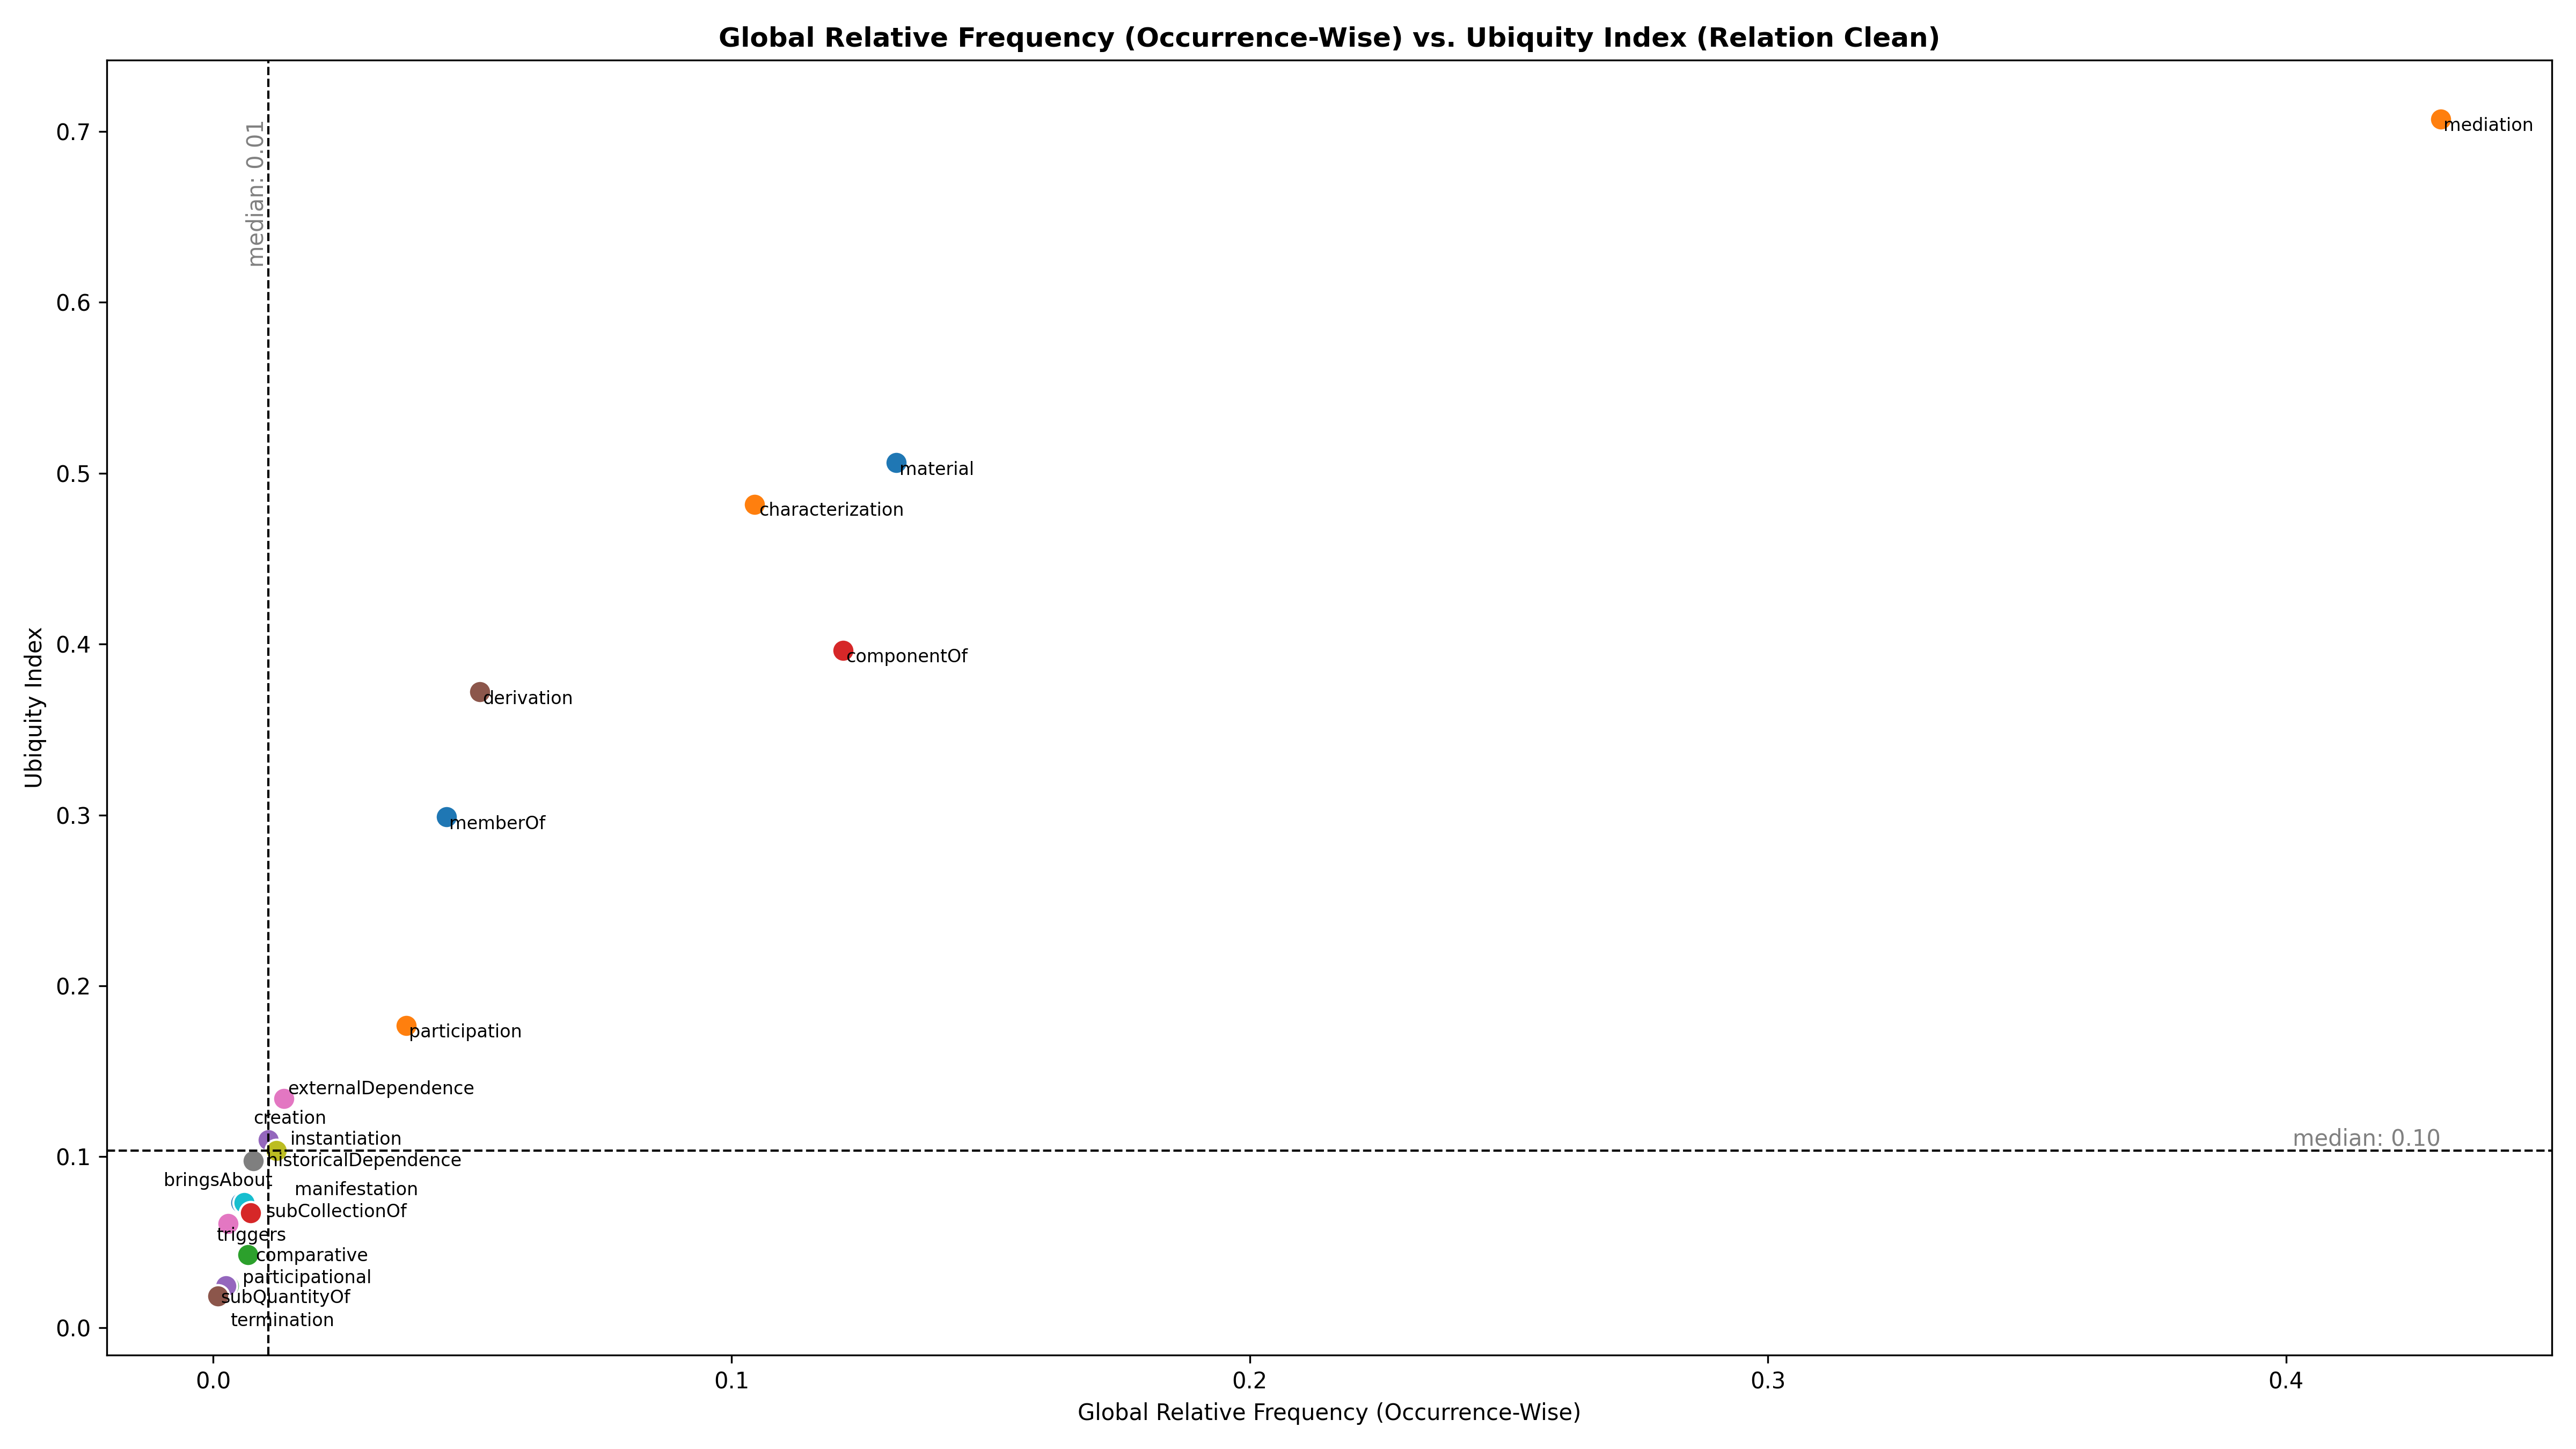 Global Relative Frequency (Occurrence-Wise) vs. Ubiquity Index (Relation Clean)
median: 0.01
mediation
material
characterization
componentOf
derivation
memberOf
participation
externalDependence
creation
instantiation
median: 0.10
historicalDependence
bringsAbout
manifestation
subCollectionOf
triggers
comparative
participational
subQuantityOf
termination
Ubiquity Index
0.7
0.6
0.5
0.4
0.3
0.2
0.1
0.0
0.0 0.1 0.2 0.3 0.4
Global Relative Frequency (Occurrence-Wise)